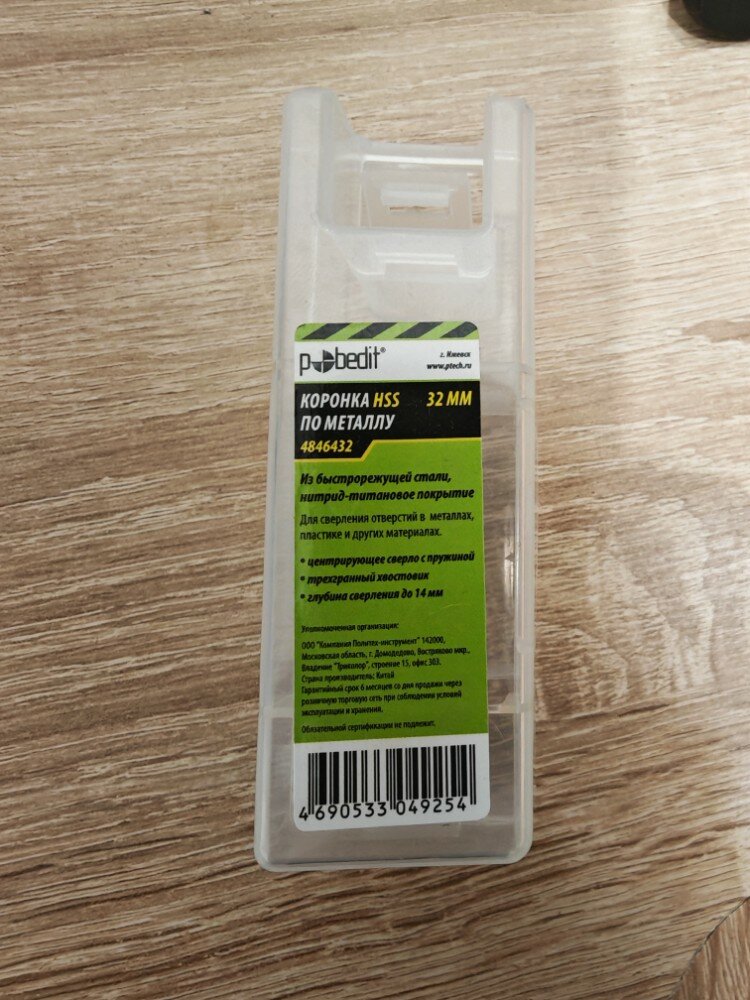 pobedit®
г. Ижевск
www.ptech.ru
КОРОНКА HSS 32 ММ
ПО МЕТАЛЛУ
4846432
Из быстрорежущей стали,
нитрид-титановое покрытие
Для сверления отверстий в металлах,
пластике и других материалах.
• центрирующее сверло с пружиной
• трехгранный хвостовик
• глубина сверления до 14 мм
Уполномоченная организация:
ООО "Компания Политех-инструмент" 142000,
Московская область, г. Домодедово, Востряково мкр.,
Владение "Триколор", строение 15, офис 303.
Страна производитель: Китай
Гарантийный срок 6 месяцев со дня продажи через
розничную торговую сеть при соблюдении условий
эксплуатации и хранения.
Обязательной сертификации не подлежит.
4 690533 049254